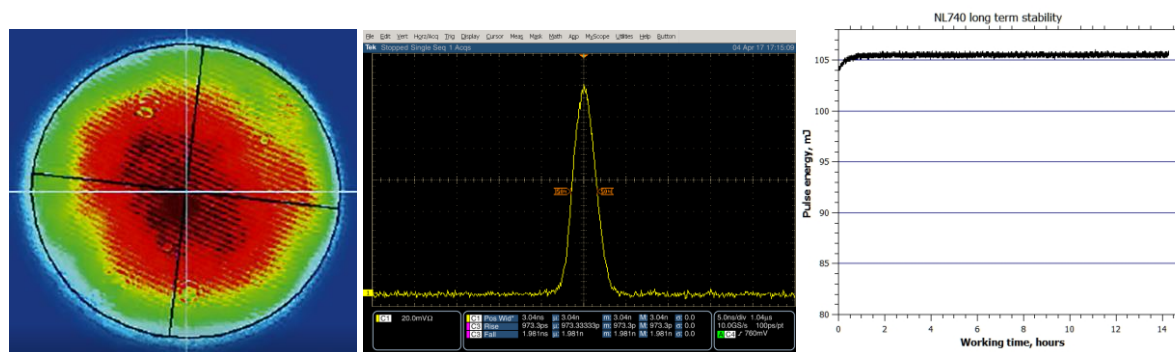 File Edit Vert Horiz/Acq Trig Display Cursor Meas Mask Math App MyScope Utilities Help Button
Tek Stopped Single Seq 1 Acqs 04 Apr 17 17:15:09
1
C1 20.0mVΩ
C1 Pos Wid* 3.04ns μ: 3.04n m: 3.04n M: 3.04n σ: 0.0
C3 Rise 973.3ps μ: 973.33333p m: 973.3p M: 973.3p σ: 0.0
C3 Fall 1.981ns μ: 1.981n m: 1.981n M: 1.981n σ: 0.0
5.0ns/div 1.04μs
10.0GS/s 100ps/pt
A C4 760mV
NL740 long term stability
Pulse energy, mJ
105
100
95
90
85
80
0 2 4 6 8 10 12 14
Working time, hours